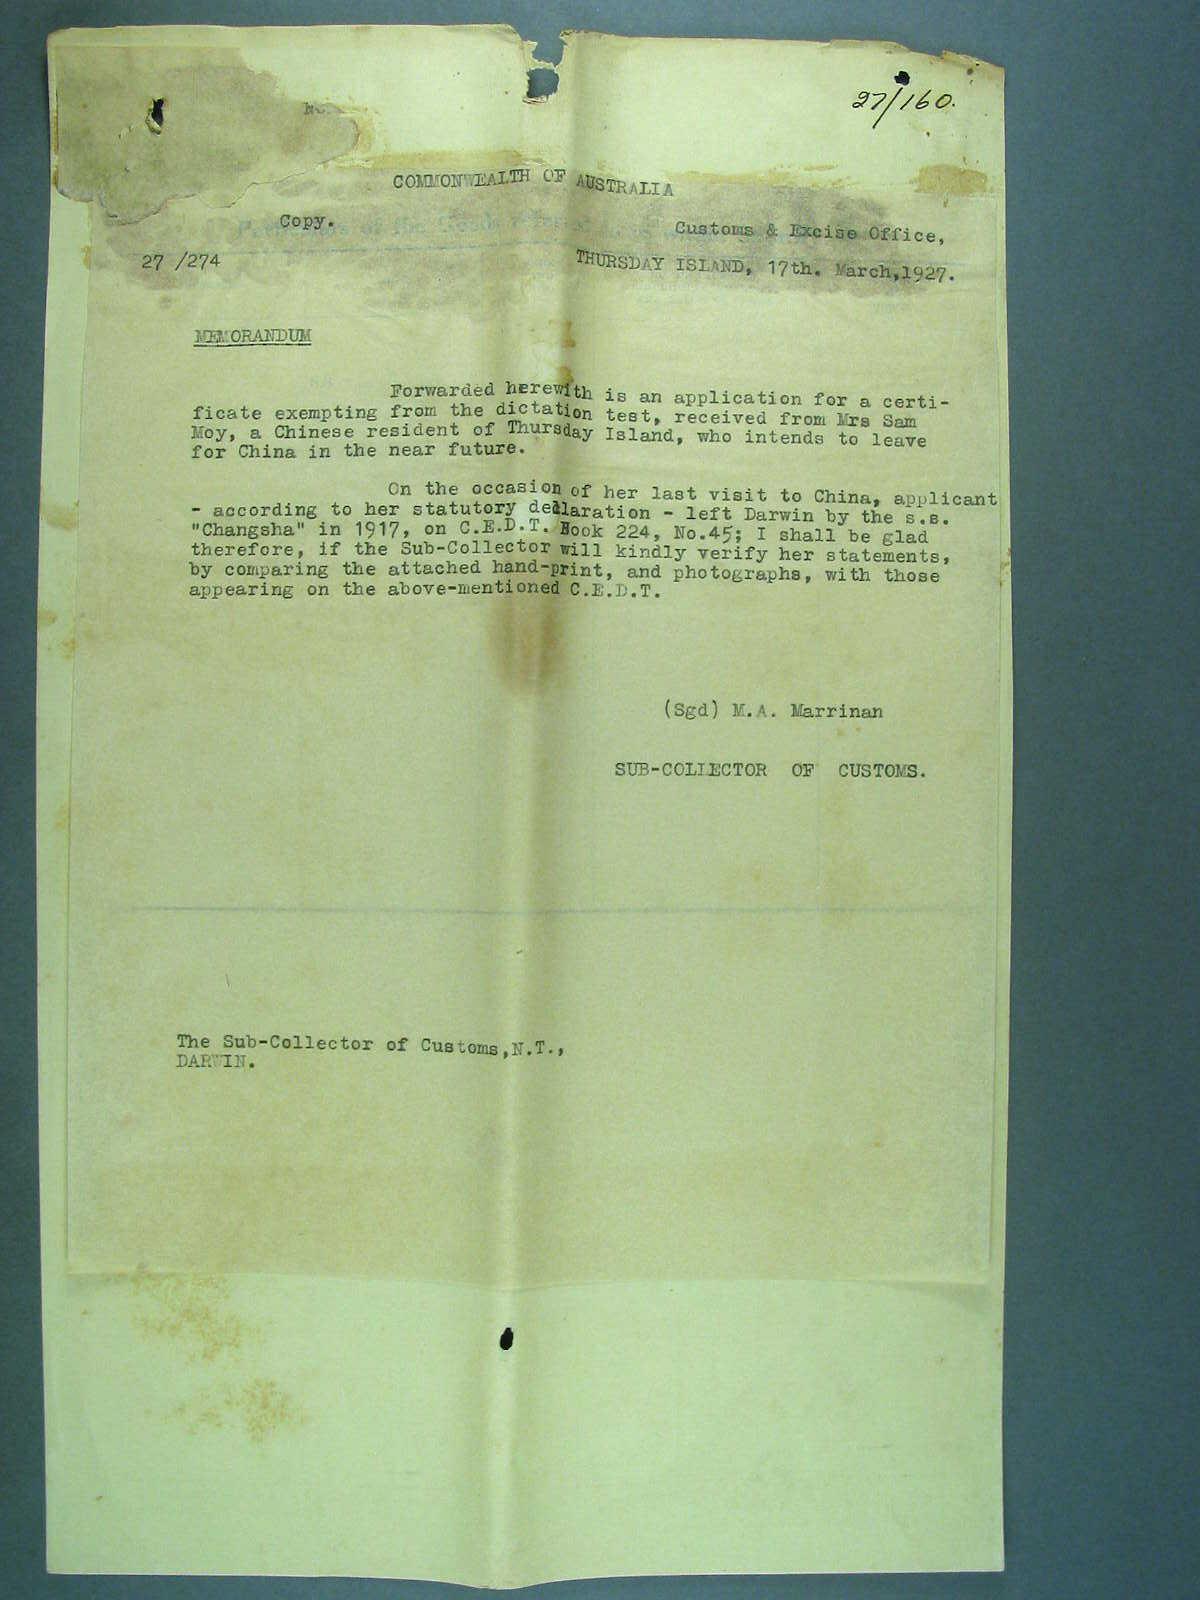 27/160.
No.
COMMONWEALTH OF AUSTRALIA
Copy.
Customs & Excise Office,
27 /274
THURSDAY ISLAND, 17th. March,1927.
MEMORANDUM
Forwarded herewith is an application for a certi-
ficate exempting from the dictation test, received from Mrs Sam
Moy, a Chinese resident of Thursday Island, who intends to leave
for China in the near future.
On the occasion of her last visit to China, applicant
- according to her statutory declaration - left Darwin by the s.s.
"Changsha" in 1917, on C.E.D.T. Book 224, No.45; I shall be glad
therefore, if the Sub-Collector will kindly verify her statements,
by comparing the attached hand-print, and photographs, with those
appearing on the above-mentioned C.E.D.T.
(Sgd) M.A. Marrinan
SUB-COLLECTOR OF CUSTOMS.
The Sub-Collector of Customs,N.T.,
DARWIN.